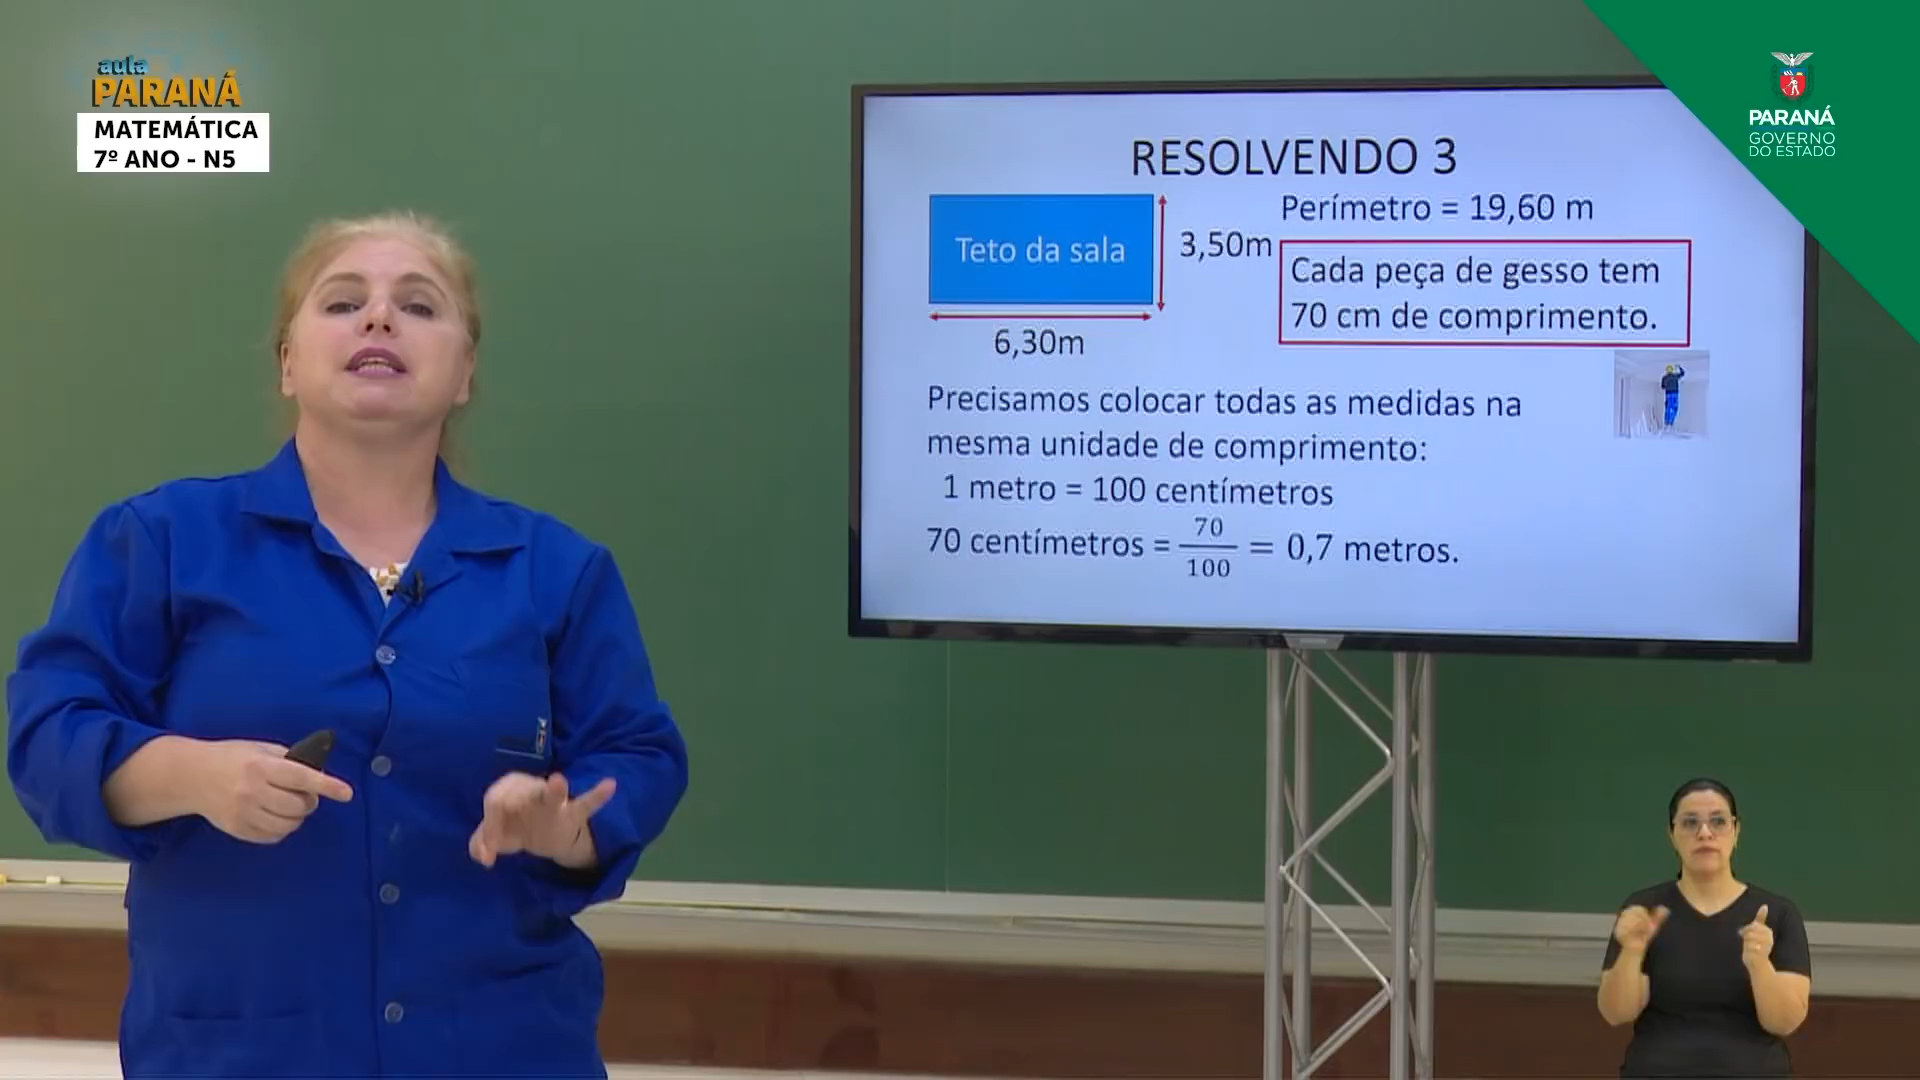 aula
PARANÁ
MATEMÁTICA
7º ANO - N5
PARANÁ
GOVERNO
DO ESTADO
RESOLVENDO 3
Teto da sala
3,50m
6,30m
Perímetro = 19,60 m
Cada peça de gesso tem
70 cm de comprimento.
Precisamos colocar todas as medidas na
mesma unidade de comprimento:
1 metro = 100 centímetros
70 centímetros = 70/100 = 0,7 metros.